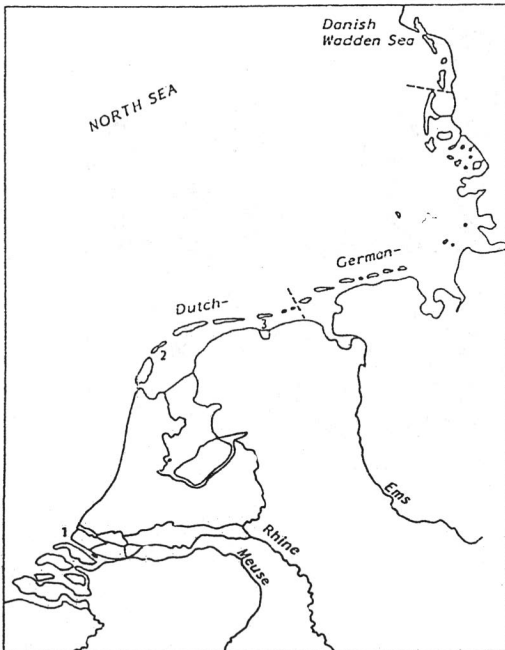 Danish
Wadden Sea
NORTH SEA
German-
Dutch-
3
2
Ems
1
Rhine
Meuse